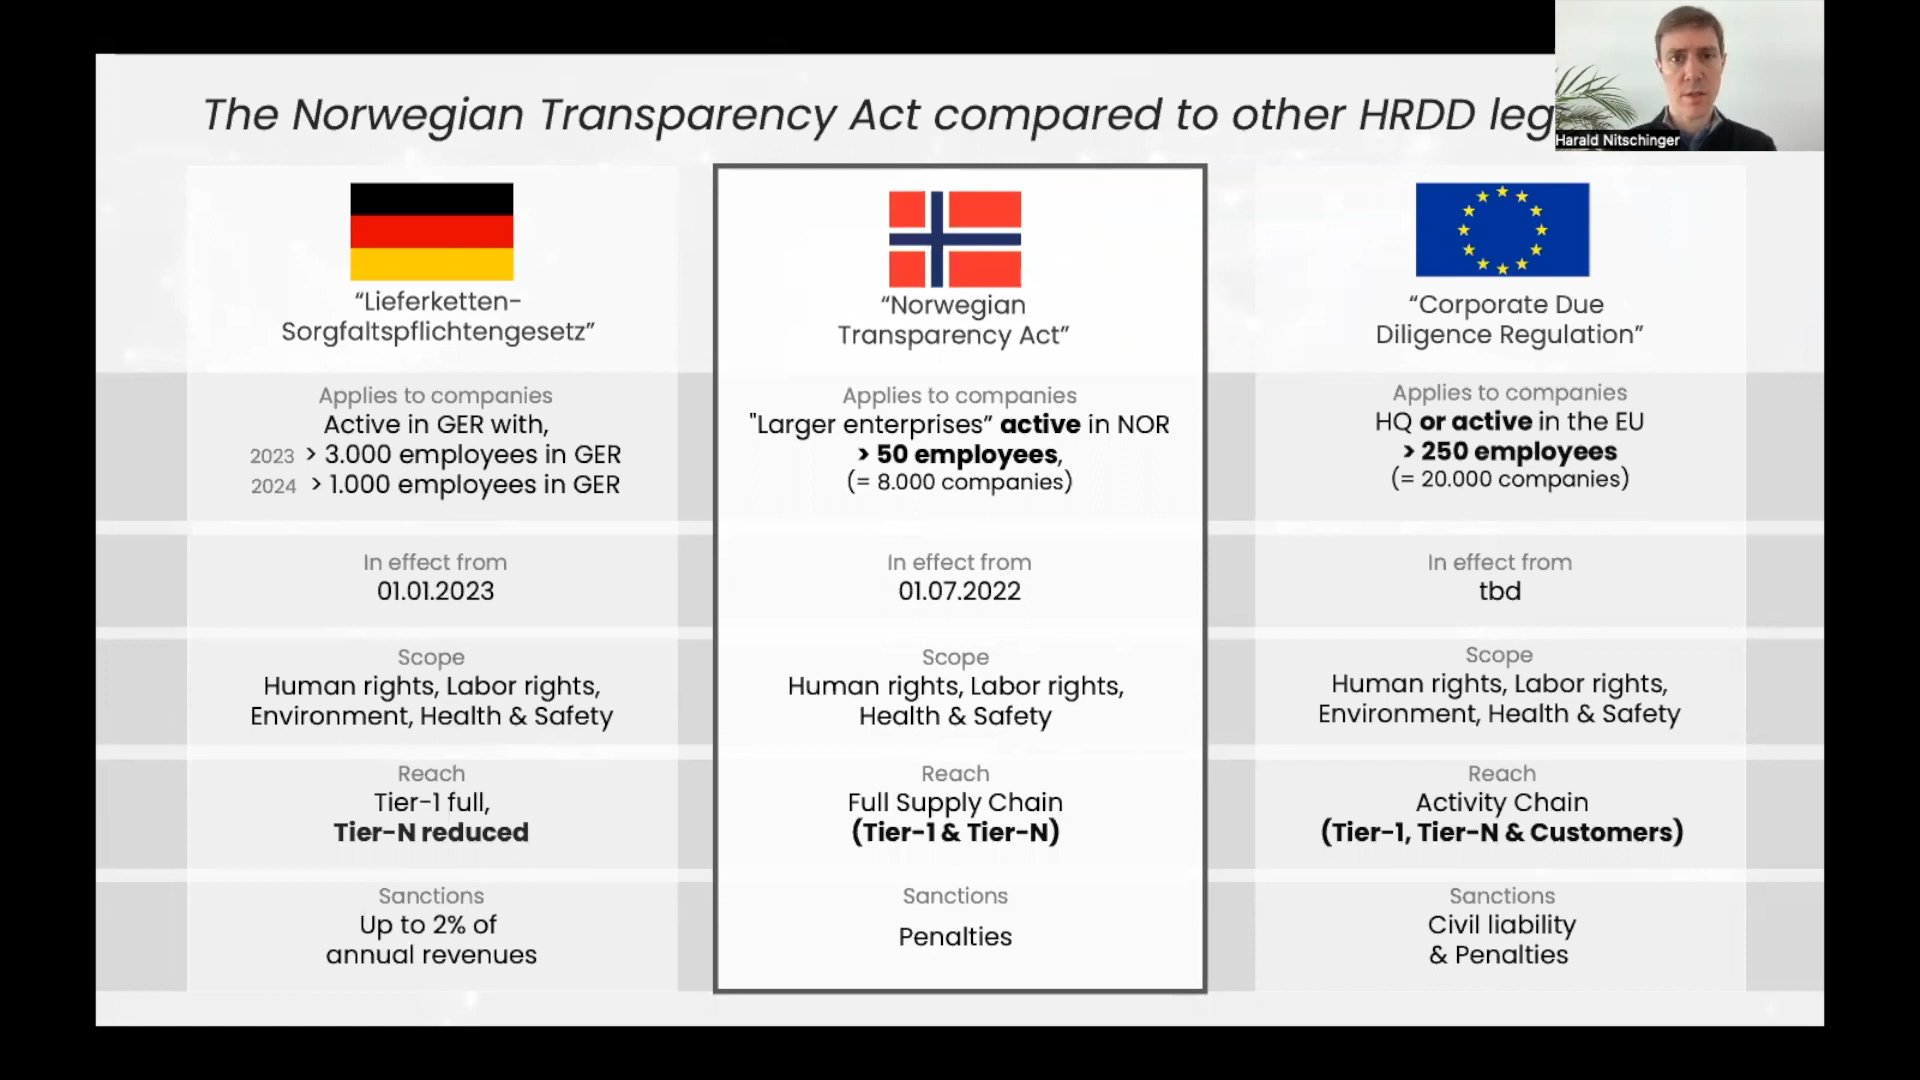 The Norwegian Transparency Act compared to other HRDD leg
Harald Nitschinger
“Lieferketten-
Sorgfaltspflichtengesetz”
Applies to companies
Active in GER with,
2023 > 3.000 employees in GER
2024 > 1.000 employees in GER
In effect from
01.01.2023
Scope
Human rights, Labor rights,
Environment, Health & Safety
Reach
Tier-1 full,
Tier-N reduced
Sanctions
Up to 2% of
annual revenues
“Norwegian
Transparency Act”
Applies to companies
"Larger enterprises” active in NOR
> 50 employees,
(= 8.000 companies)
In effect from
01.07.2022
Scope
Human rights, Labor rights,
Health & Safety
Reach
Full Supply Chain
(Tier-1 & Tier-N)
Sanctions
Penalties
“Corporate Due
Diligence Regulation”
Applies to companies
HQ or active in the EU
> 250 employees
(= 20.000 companies)
In effect from
tbd
Scope
Human rights, Labor rights,
Environment, Health & Safety
Reach
Activity Chain
(Tier-1, Tier-N & Customers)
Sanctions
Civil liability
& Penalties